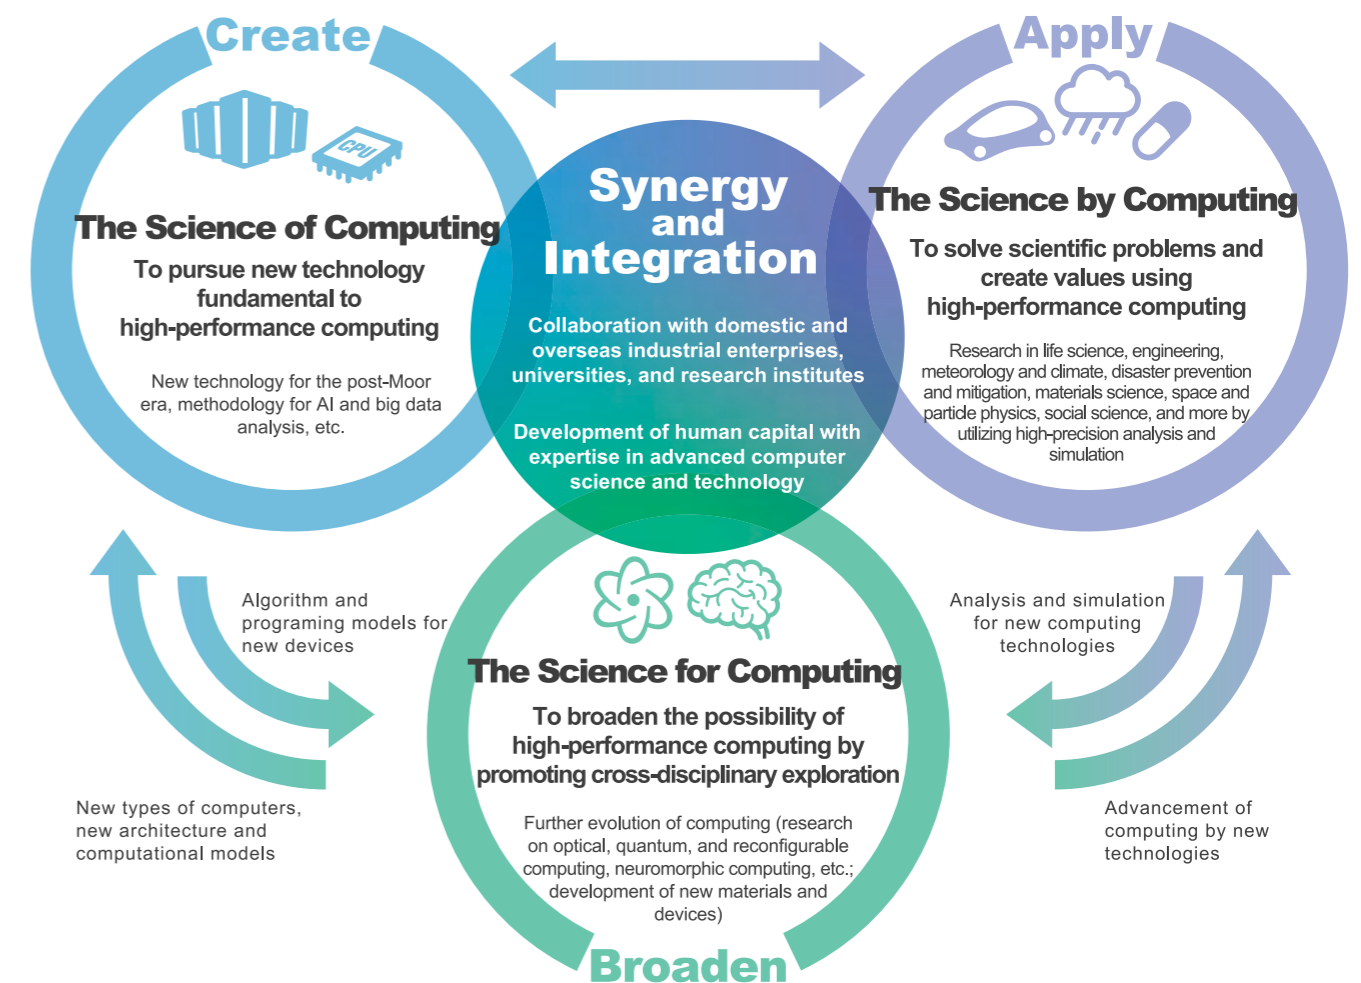 Create
CPU
The Science of Computing
To pursue new technology
fundamental to
high-performance computing
New technology for the post-Moor
era, methodology for AI and big data
analysis, etc.
Synergy
and
Integration
Collaboration with domestic and
overseas industrial enterprises,
universities, and research institutes
Development of human capital with
expertise in advanced computer
science and technology
Apply
The Science by Computing
To solve scientific problems and
create values using
high-performance computing
Research in life science, engineering,
meteorology and climate, disaster prevention
and mitigation, materials science, space and
particle physics, social science, and more by
utilizing high-precision analysis and
simulation
Algorithm and
programing models for
new devices
New types of computers,
new architecture and
computational models
The Science for Computing
To broaden the possibility of
high-performance computing by
promoting cross-disciplinary exploration
Further evolution of computing (research
on optical, quantum, and reconfigurable
computing, neuromorphic computing, etc.;
development of new materials and
devices)
Broaden
Analysis and simulation
for new computing
technologies
Advancement of
computing by new
technologies